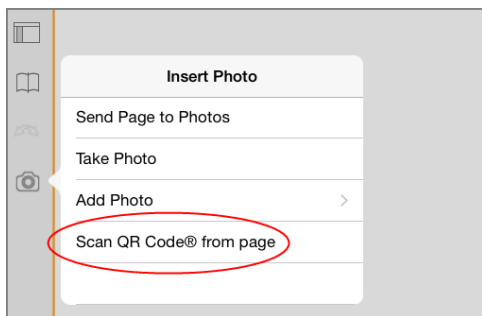 Insert Photo
Send Page to Photos
Take Photo
Add Photo
Scan QR Code® from page